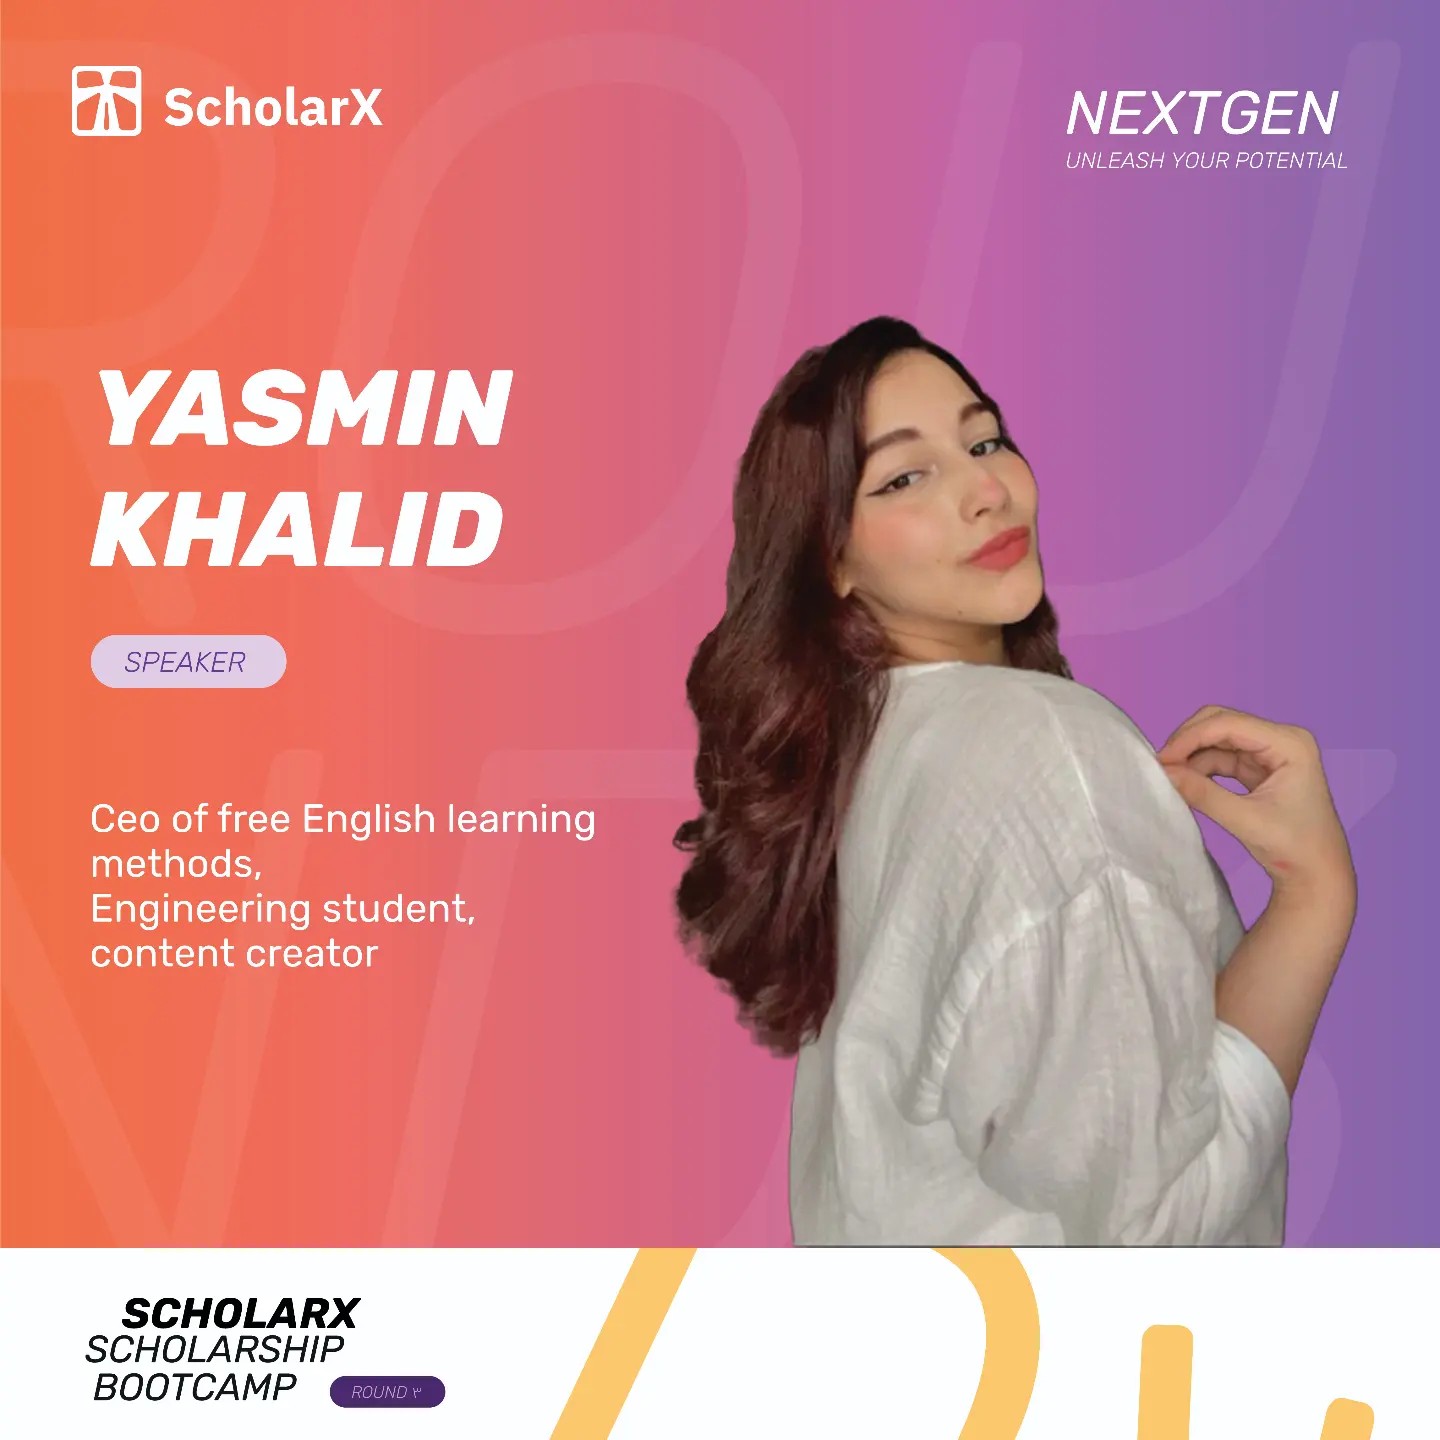 ScholarX
NEXTGEN
UNLEASH YOUR POTENTIAL
YASMIN
KHALID
SPEAKER
Ceo of free English learning
methods,
Engineering student,
content creator
SCHOLARX
SCHOLARSHIP
BOOTCAMP
ROUND ٣